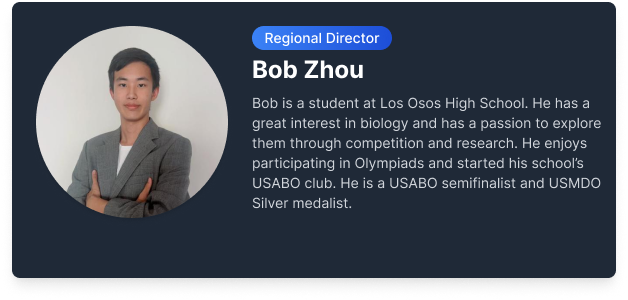 Regional Director
Bob Zhou
Bob is a student at Los Osos High School. He has a
great interest in biology and has a passion to explore
them through competition and research. He enjoys
participating in Olympiads and started his school’s
USABO club. He is a USABO semifinalist and USMDO
Silver medalist.